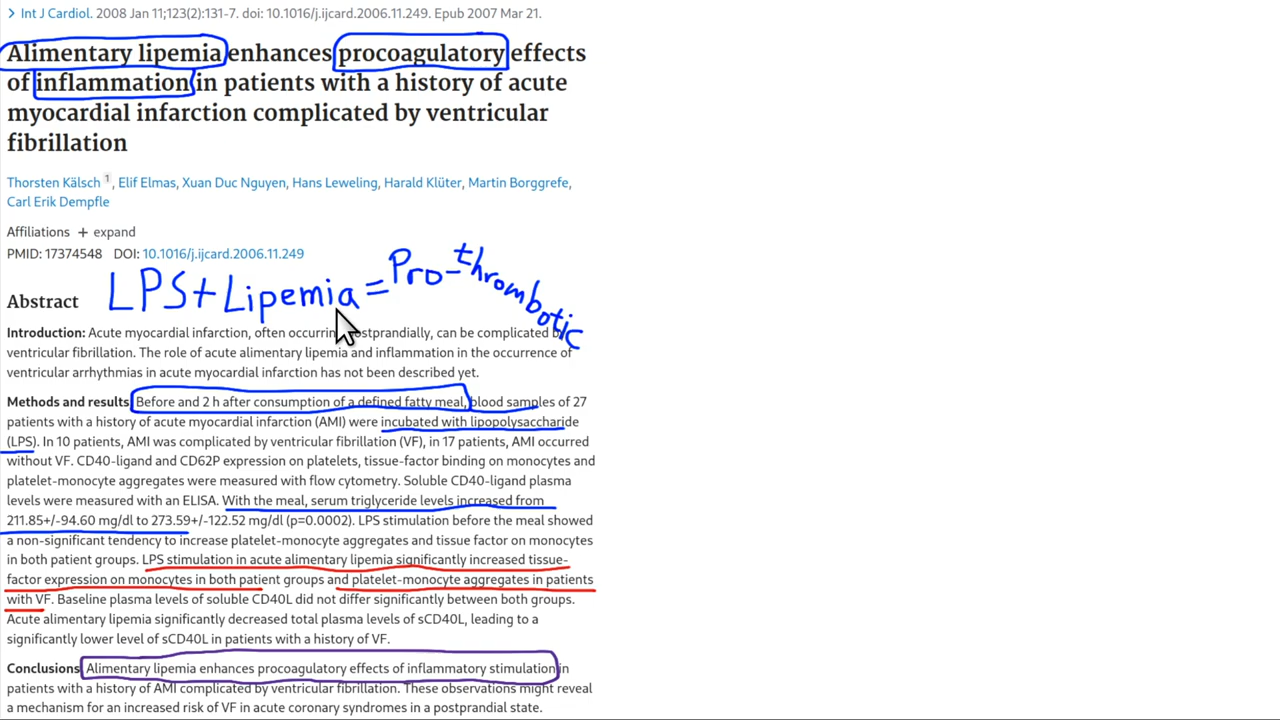 > Int J Cardiol. 2008 Jan 11;123(2):131-7. doi: 10.1016/j.ijcard.2006.11.249. Epub 2007 Mar 21.
Alimentary lipemia enhances procoagulatory effects
of inflammation in patients with a history of acute
myocardial infarction complicated by ventricular
fibrillation
Thorsten Kälsch 1, Elif Elmas, Xuan Duc Nguyen, Hans Leweling, Harald Klüter, Martin Borggrefe,
Carl Erik Dempfle
Affiliations + expand
PMID: 17374548 DOI: 10.1016/j.ijcard.2006.11.249
LPS+Lipemia=Pro-thrombotic
Abstract
Introduction: Acute myocardial infarction, often occurring postprandially, can be complicated by
ventricular fibrillation. The role of acute alimentary lipemia and inflammation in the occurrence of
ventricular arrhythmias in acute myocardial infarction has not been described yet.
Methods and results: Before and 2 h after consumption of a defined fatty meal, blood samples of 27
patients with a history of acute myocardial infarction (AMI) were incubated with lipopolysaccharide
(LPS). In 10 patients, AMI was complicated by ventricular fibrillation (VF), in 17 patients, AMI occurred
without VF. CD40-ligand and CD62P expression on platelets, tissue-factor binding on monocytes and
platelet-monocyte aggregates were measured with flow cytometry. Soluble CD40-ligand plasma
levels were measured with an ELISA. With the meal, serum triglyceride levels increased from
211.85+/-94.60 mg/dl to 273.59+/-122.52 mg/dl (p=0.0002). LPS stimulation before the meal showed
a non-significant tendency to increase platelet-monocyte aggregates and tissue factor on monocytes
in both patient groups. LPS stimulation in acute alimentary lipemia significantly increased tissue-
factor expression on monocytes in both patient groups and platelet-monocyte aggregates in patients
with VF. Baseline plasma levels of soluble CD40L did not differ significantly between both groups.
Acute alimentary lipemia significantly decreased total plasma levels of sCD40L, leading to a
significantly lower level of sCD40L in patients with a history of VF.
Conclusions: Alimentary lipemia enhances procoagulatory effects of inflammatory stimulation in
patients with a history of AMI complicated by ventricular fibrillation. These observations might reveal
a mechanism for an increased risk of VF in acute coronary syndromes in a postprandial state.